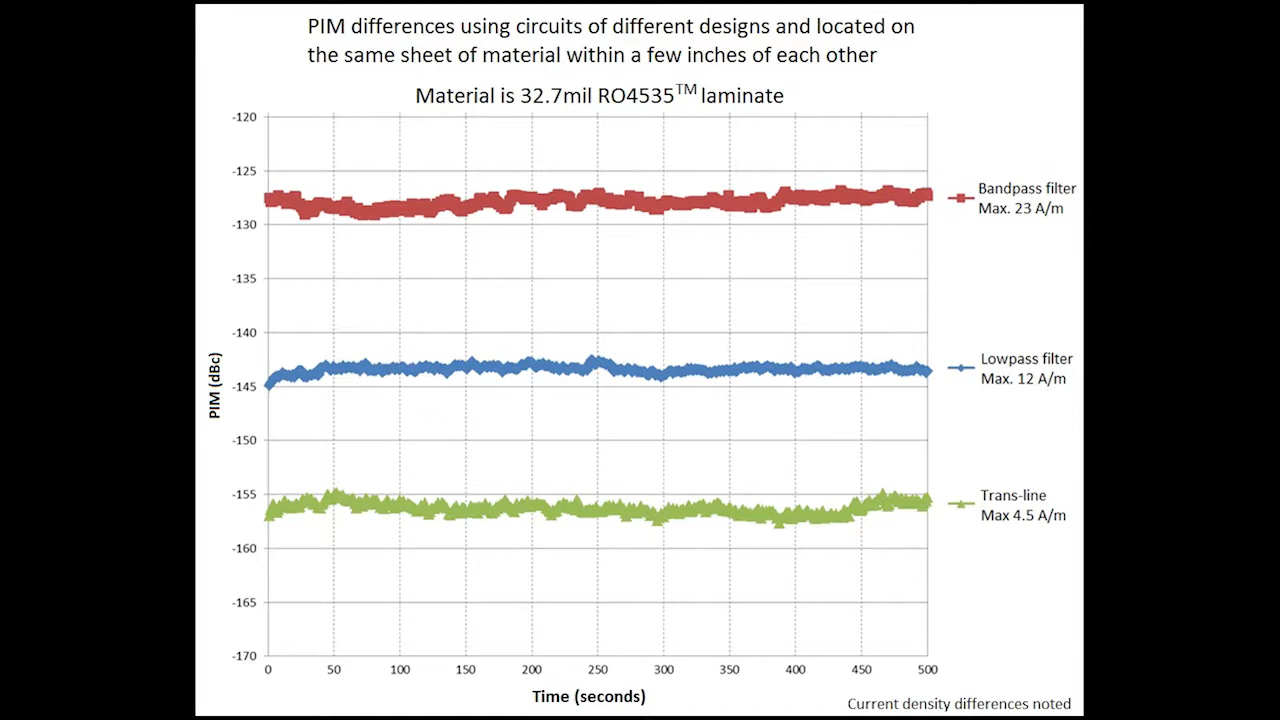 PIM differences using circuits of different designs and located on
the same sheet of material within a few inches of each other
Material is 32.7mil RO4535™ laminate
-120
-125
-130
-135
-140
-145
-150
-155
-160
-165
-170
PIM (dBc)
0 50 100 150 200 250 300 350 400 450 500
Time (seconds)
Bandpass filter
Max. 23 A/m
Lowpass filter
Max. 12 A/m
Trans-line
Max 4.5 A/m
Current density differences noted